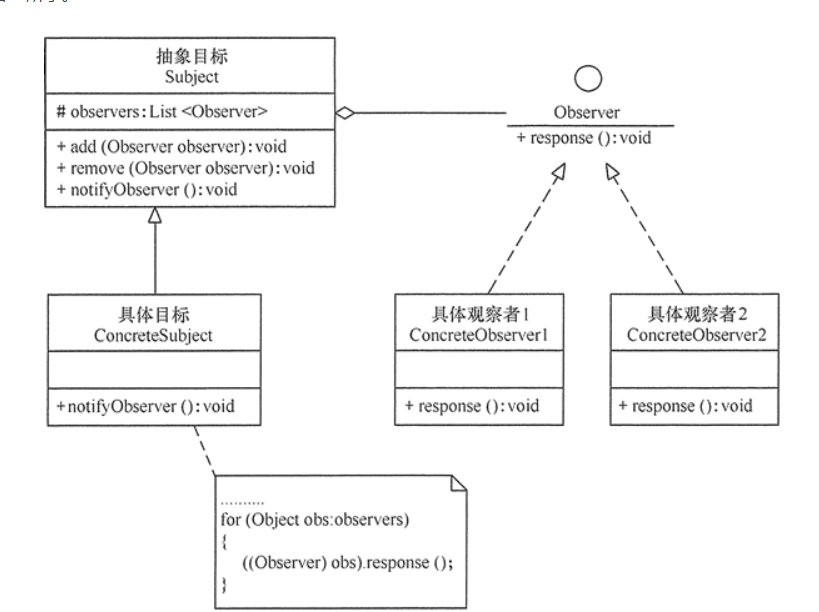 抽象目标
Subject
# observers:List <Observer>
+ add (Observer observer):void
+ remove (Observer observer):void
+ notifyObserver ():void
Observer
+ response ():void
具体目标
ConcreteSubject
+notifyObserver ():void
具体观察者1
ConcreteObserver1
+ response ():void
具体观察者2
ConcreteObserver2
+ response ():void
..........
for (Object obs:observers)
{
((Observer) obs).response ();
}